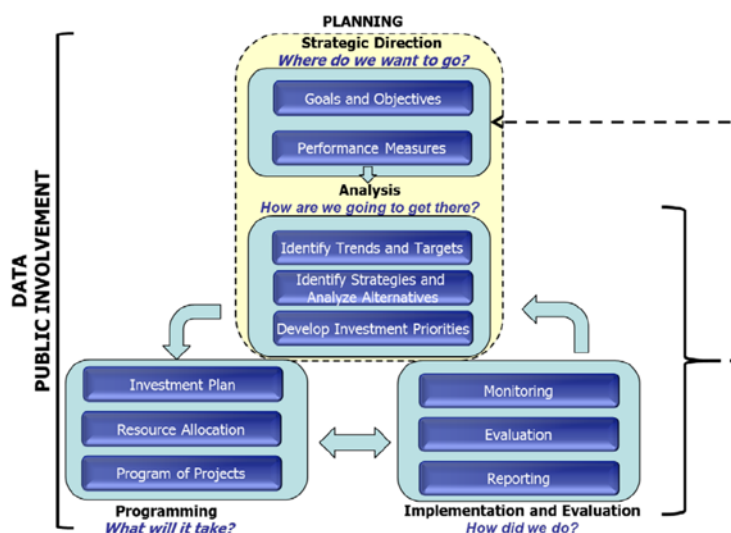 PLANNING
Strategic Direction
Where do we want to go?
Goals and Objectives
Performance Measures
Analysis
How are we going to get there?
Identify Trends and Targets
Identify Strategies and
Analyze Alternatives
Develop Investment Priorities
DATA
PUBLIC INVOLVEMENT
Investment Plan
Resource Allocation
Program of Projects
Programming
What will it take?
Monitoring
Evaluation
Reporting
Implementation and Evaluation
How did we do?